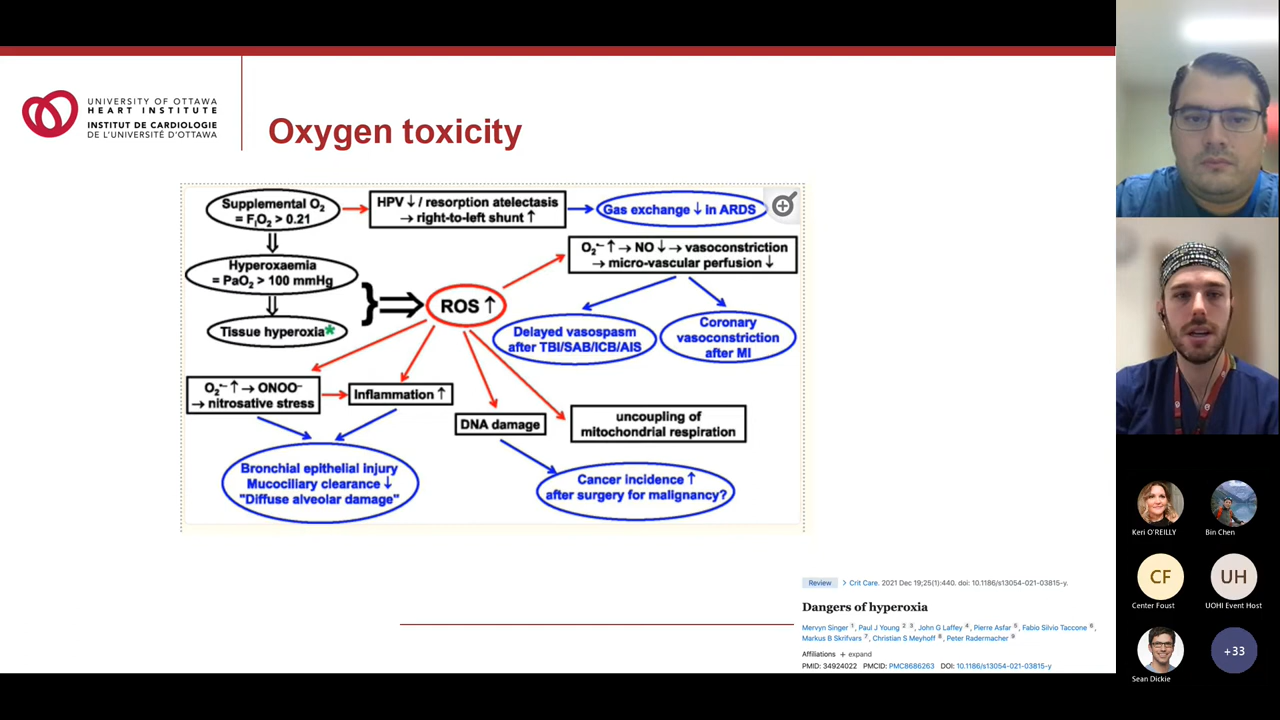 UNIVERSITY OF OTTAWA
HEART INSTITUTE
INSTITUT DE CARDIOLOGIE
DE L'UNIVERSITÉ D'OTTAWA
Oxygen toxicity
Supplemental O₂
= FᵢO₂ > 0.21
HPV ↓ / resorption atelectasis
→ right-to-left shunt ↑
Gas exchange ↓ in ARDS
Hyperoxaemia
= PaO₂ > 100 mmHg
Tissue hyperoxia*
ROS ↑
O₂•− ↑ → NO ↓ → vasoconstriction
→ micro-vascular perfusion ↓
Delayed vasospasm
after TBI/SAB/ICB/AIS
Coronary
vasoconstriction
after MI
O₂•− ↑ → ONOO⁻
→ nitrosative stress
Inflammation ↑
DNA damage
uncoupling of
mitochondrial respiration
Bronchial epithelial injury
Mucociliary clearance ↓
"Diffuse alveolar damage"
Cancer incidence ↑
after surgery for malignancy?
Review > Crit Care. 2021 Dec 19;25(1):440. doi: 10.1186/s13054-021-03815-y.
Dangers of hyperoxia
Mervyn Singer 1, Paul J Young 2 3, John G Laffey 4, Pierre Asfar 5, Fabio Silvio Taccone 6,
Markus B Skrifvars 7, Christian S Meyhoff 8, Peter Radermacher 9
Affiliations + expand
PMID: 34924022 PMCID: PMC8686263 DOI: 10.1186/s13054-021-03815-y
Keri O'REILLY
Bin Chen
CF
Center Foust
UH
UOHI Event Host
Sean Dickie
+33